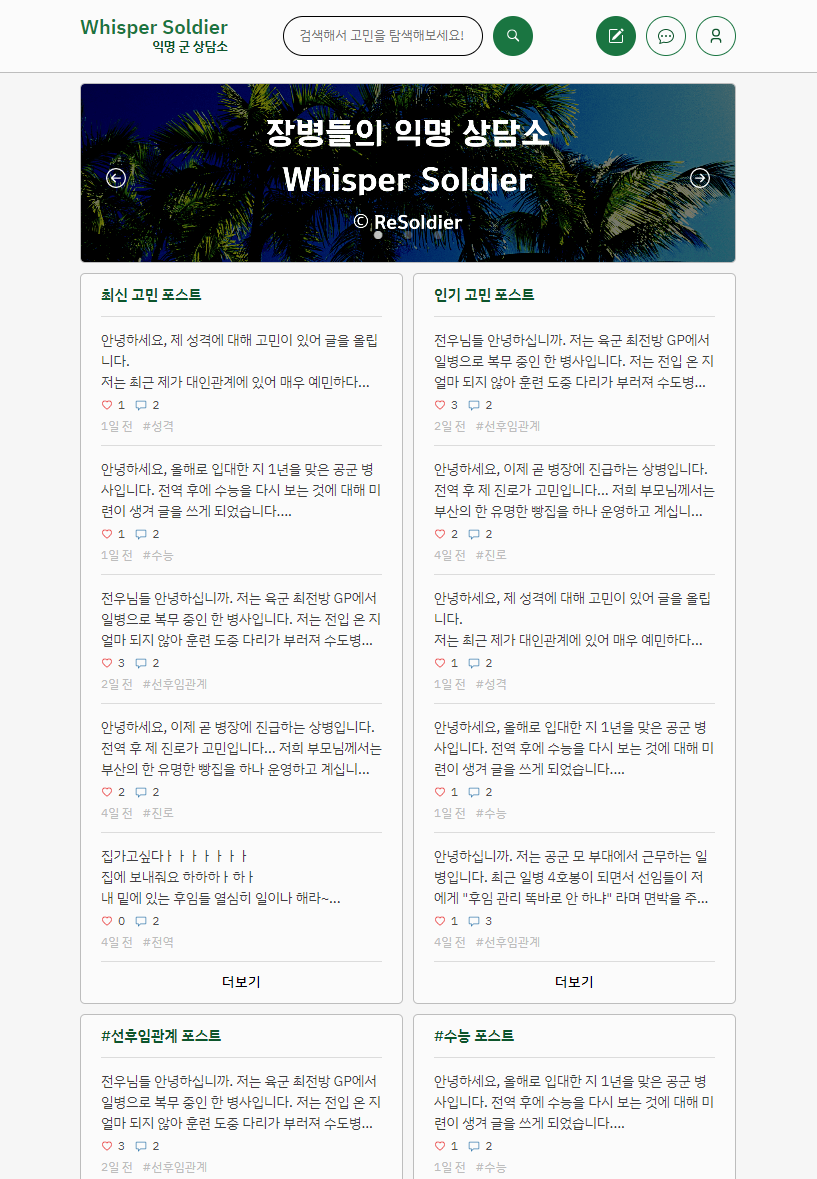 Whisper Soldier
익명 군 상담소
검색해서 고민을 탐색해보세요!
장병들의 익명 상담소
Whisper Soldier
© ReSoldier
최신 고민 포스트
안녕하세요, 제 성격에 대해 고민이 있어 글을 올립
니다.
저는 최근 제가 대인관계에 있어 매우 예민하다...
1 2
1일 전 #성격
안녕하세요, 올해로 입대한 지 1년을 맞은 공군 병
사입니다. 전역 후에 수능을 다시 보는 것에 대해 미
련이 생겨 글을 쓰게 되었습니다....
1 2
1일 전 #수능
전우님들 안녕하십니까. 저는 육군 최전방 GP에서
일병으로 복무 중인 한 병사입니다. 저는 전입 온 지
얼마 되지 않아 훈련 도중 다리가 부러져 수도병...
3 2
2일 전 #선후임관계
안녕하세요, 이제 곧 병장에 진급하는 상병입니다.
전역 후 제 진로가 고민입니다... 저희 부모님께서는
부산의 한 유명한 빵집을 하나 운영하고 계십니...
2 2
4일 전 #진로
집가고싶다ㅏㅏㅏㅏㅏㅏㅏ
집에 보내줘요 하하하ㅏ하ㅏ
내 밑에 있는 후임들 열심히 일이나 해라~...
0 2
4일 전 #전역
더보기
인기 고민 포스트
전우님들 안녕하십니까. 저는 육군 최전방 GP에서
일병으로 복무 중인 한 병사입니다. 저는 전입 온 지
얼마 되지 않아 훈련 도중 다리가 부러져 수도병...
3 2
2일 전 #선후임관계
안녕하세요, 이제 곧 병장에 진급하는 상병입니다.
전역 후 제 진로가 고민입니다... 저희 부모님께서는
부산의 한 유명한 빵집을 하나 운영하고 계십니...
2 2
4일 전 #진로
안녕하세요, 제 성격에 대해 고민이 있어 글을 올립
니다.
저는 최근 제가 대인관계에 있어 매우 예민하다...
1 2
1일 전 #성격
안녕하세요, 올해로 입대한 지 1년을 맞은 공군 병
사입니다. 전역 후에 수능을 다시 보는 것에 대해 미
련이 생겨 글을 쓰게 되었습니다....
1 2
1일 전 #수능
안녕하십니까. 저는 공군 모 부대에서 근무하는 일
병입니다. 최근 일병 4호봉이 되면서 선임들이 저
에게 "후임 관리 똑바로 안 하냐" 라며 면박을 주...
1 3
4일 전 #선후임관계
더보기
#선후임관계 포스트
전우님들 안녕하십니까. 저는 육군 최전방 GP에서
일병으로 복무 중인 한 병사입니다. 저는 전입 온 지
얼마 되지 않아 훈련 도중 다리가 부러져 수도병...
3 2
2일 전 #선후임관계
#수능 포스트
안녕하세요, 올해로 입대한 지 1년을 맞은 공군 병
사입니다. 전역 후에 수능을 다시 보는 것에 대해 미
련이 생겨 글을 쓰게 되었습니다....
1 2
1일 전 #수능